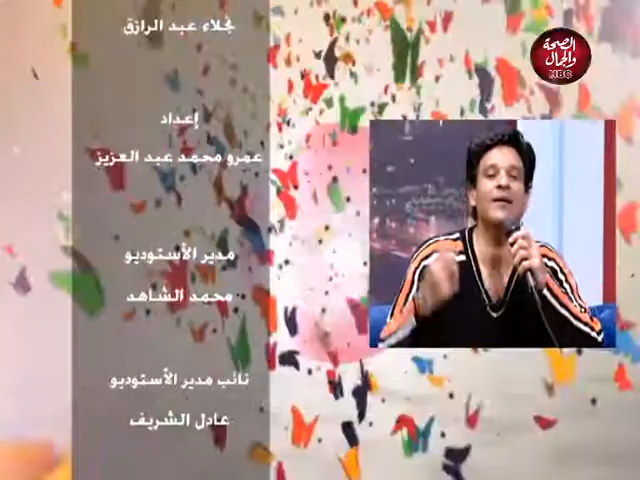 نجلاء عبد الرازق
إعداد
عمرو محمد عبد العزيز
مدير الأستوديو
محمد الشاهد
نائب مدير الأستوديو
عادل الشريف
الصحة
والجمال
HBC